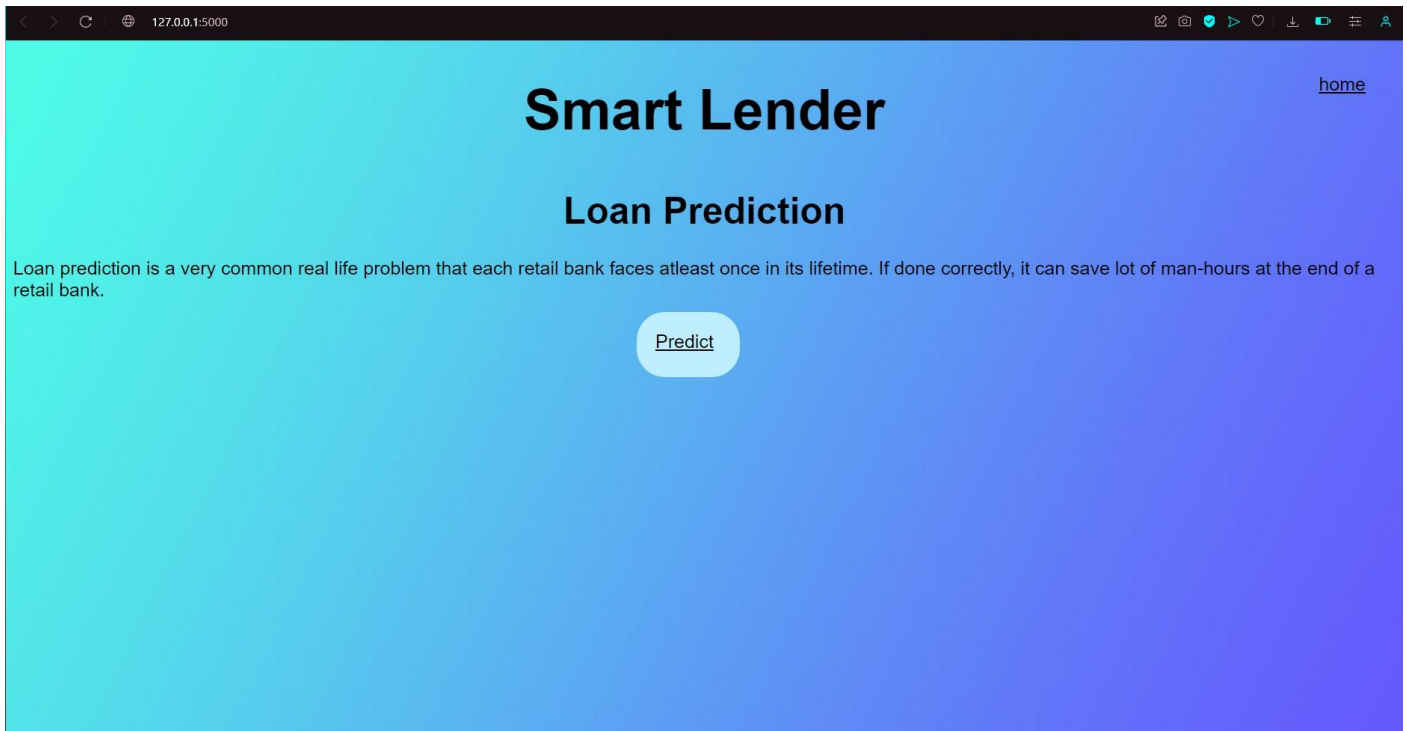 127.0.0.1:5000
home
Smart Lender
Loan Prediction
Loan prediction is a very common real life problem that each retail bank faces atleast once in its lifetime. If done correctly, it can save lot of man-hours at the end of a
retail bank.
Predict